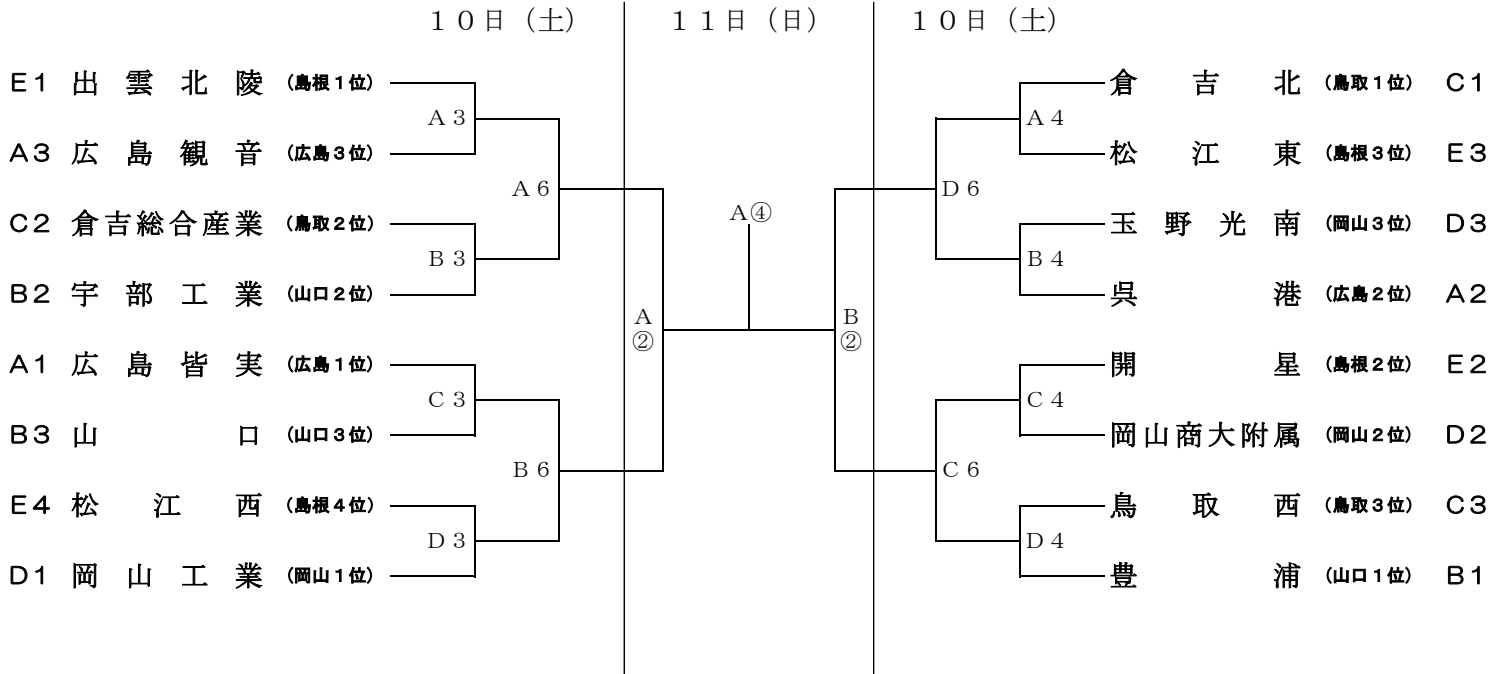 10日（土） 11日（日） 10日（土）
E1 出雲北陵 （島根1位） 倉吉北 （鳥取1位） C1
A3 A4
A3 広島観音 （広島3位） 松江東 （島根3位） E3
A6 D6
A④
C2 倉吉総合産業 （鳥取2位） 玉野光南 （岡山3位） D3
B3 B4
B2 宇部工業 （山口2位） 呉港 （広島2位） A2
A② B②
A1 広島皆実 （広島1位） 開星 （島根2位） E2
C3 C4
B3 山口 （山口3位） 岡山商大附属 （岡山2位） D2
B6 C6
E4 松江西 （島根4位） 鳥取西 （鳥取3位） C3
D3 D4
D1 岡山工業 （岡山1位） 豊浦 （山口1位） B1